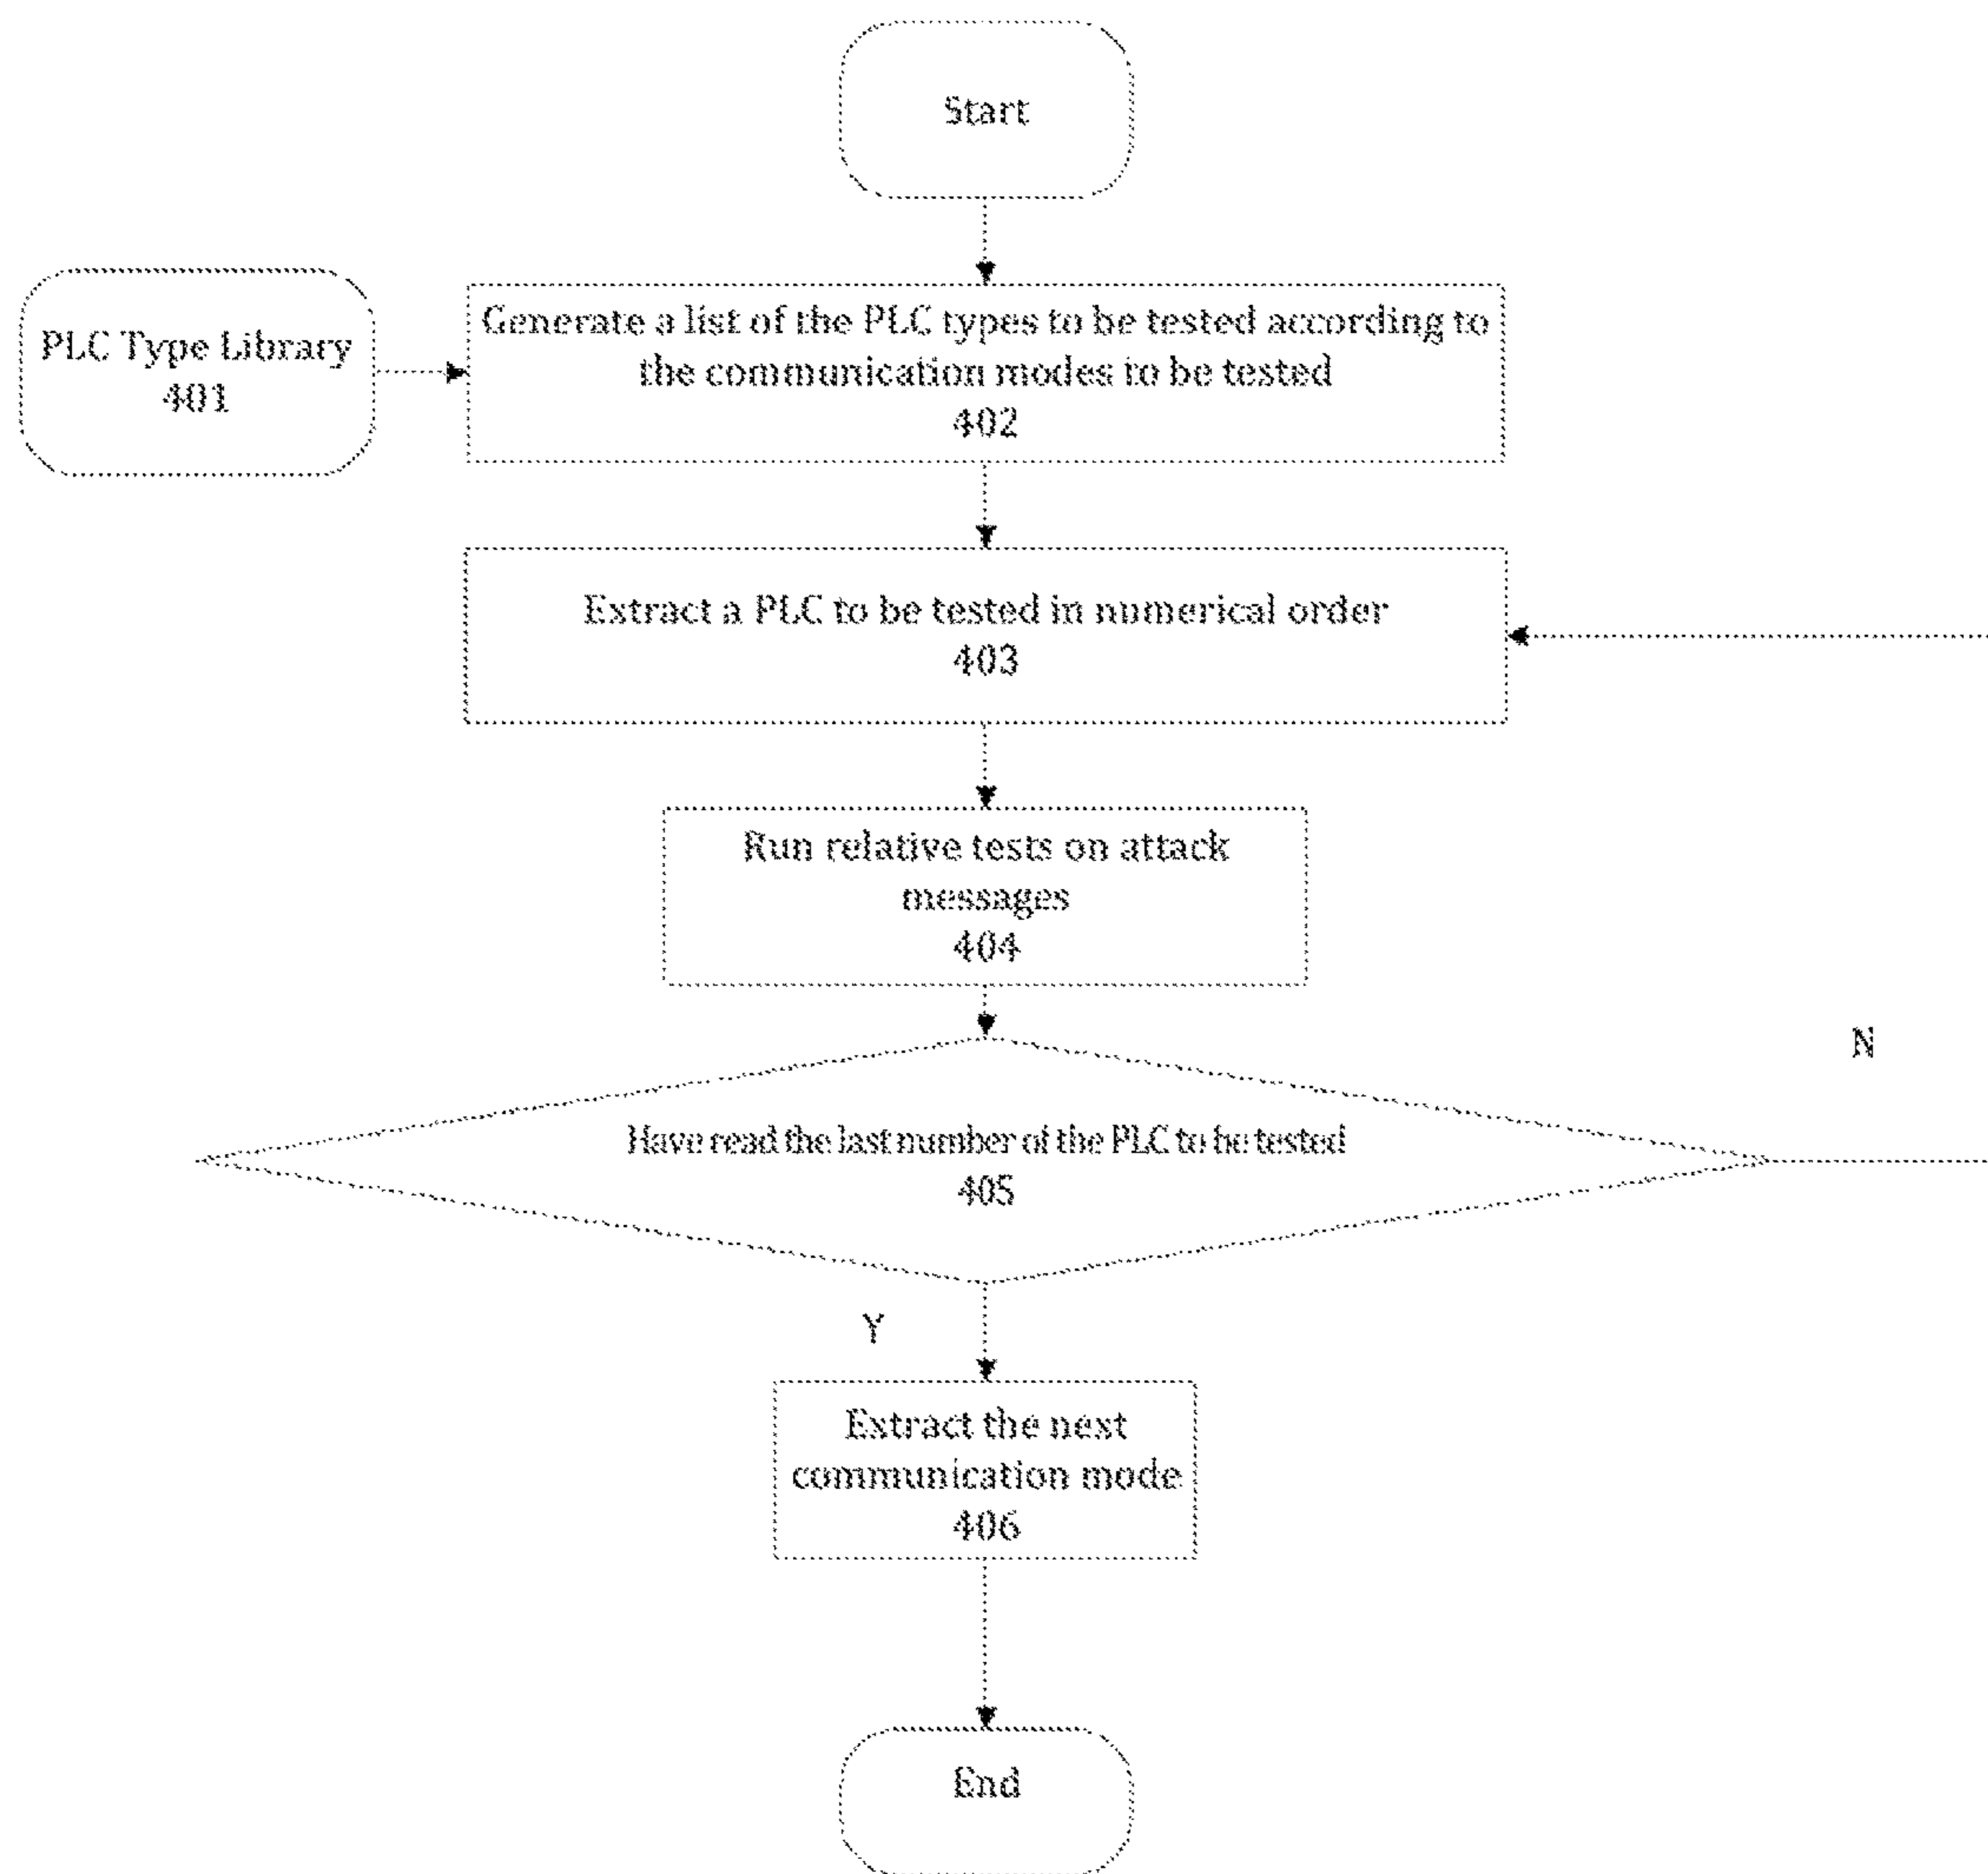 Start
PLC Type Library
401
Generate a list of the PLC types to be tested according to
the communication modes to be tested
402
Extract a PLC to be tested in numerical order
403
Run relative tests on attack
messages
404
N
Have read the last number of the PLC to be tested
405
Y
Extract the next
communication mode
406
End